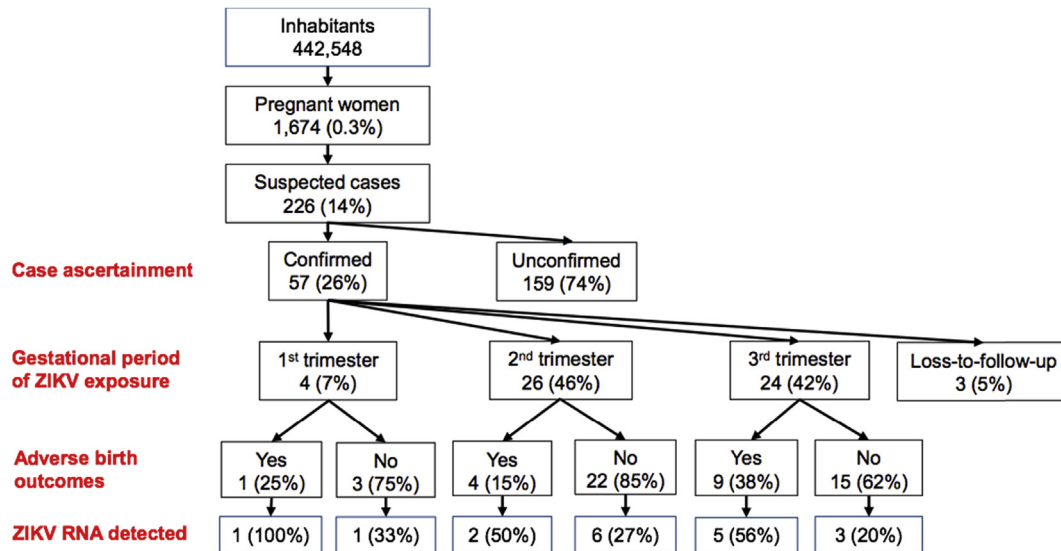 Inhabitants
442,548
Pregnant women
1,674 (0.3%)
Suspected cases
226 (14%)
Case ascertainment
Confirmed
57 (26%)
Unconfirmed
159 (74%)
Gestational period
of ZIKV exposure
1st trimester
4 (7%)
2nd trimester
26 (46%)
3rd trimester
24 (42%)
Loss-to-follow-up
3 (5%)
Adverse birth
outcomes
Yes
1 (25%)
No
3 (75%)
Yes
4 (15%)
No
22 (85%)
Yes
9 (38%)
No
15 (62%)
ZIKV RNA detected
1 (100%)
1 (33%)
2 (50%)
6 (27%)
5 (56%)
3 (20%)